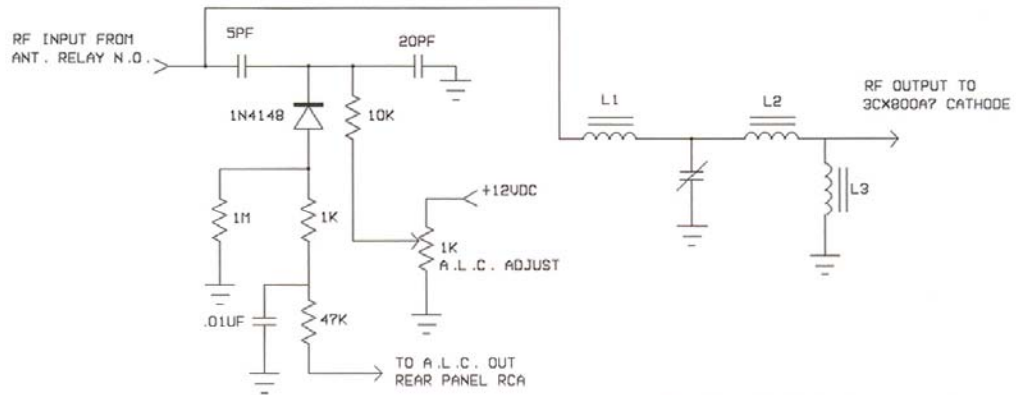 RF INPUT FROM
ANT. RELAY N.O.
5PF
20PF
1N4148
10K
L1
L2
RF OUTPUT TO
3CX800A7 CATHODE
L3
+12VDC
1M
1K
1K
A.L.C. ADJUST
.01UF
47K
TO A.L.C. OUT
REAR PANEL RCA